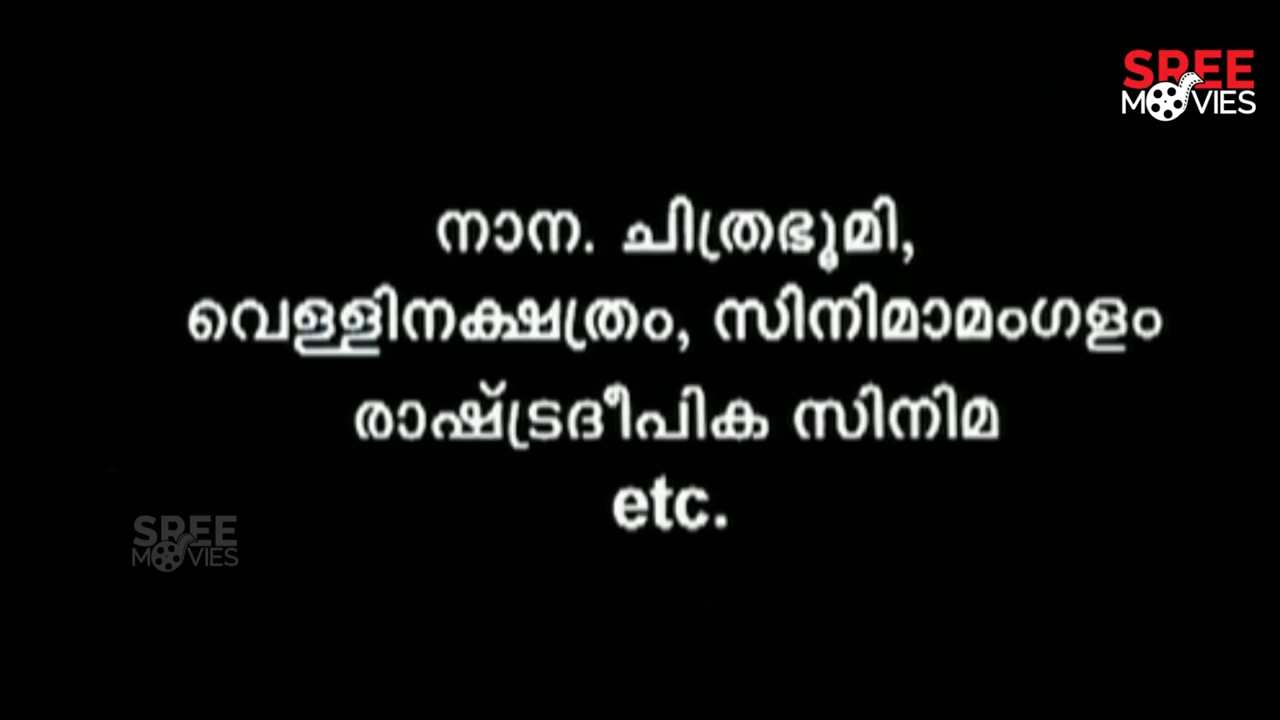 SREE
MOVIES
നാന. ചിത്രഭൂമി,
വെള്ളിനക്ഷത്രം, സിനിമാമംഗളം
രാഷ്ട്രദീപിക സിനിമ
etc.
SREE
MOVIES